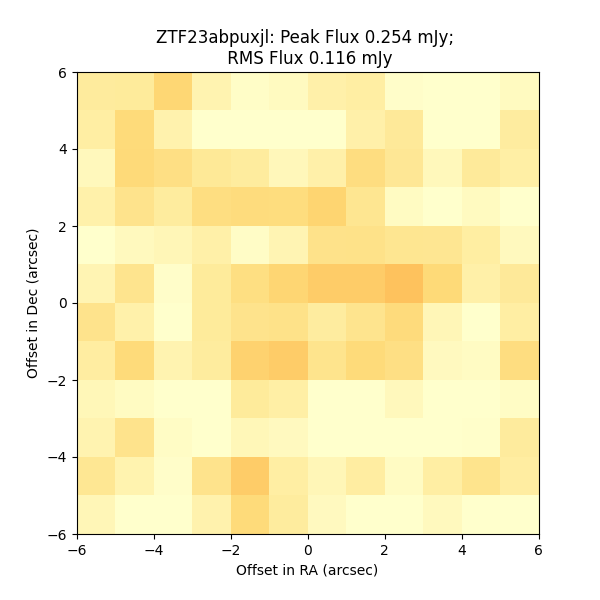 ZTF23abpuxjl: Peak Flux 0.254 mJy;
RMS Flux 0.116 mJy
6
4
2
0
−2
−4
−6
Offset in Dec (arcsec)
−6 −4 −2 0 2 4 6
Offset in RA (arcsec)